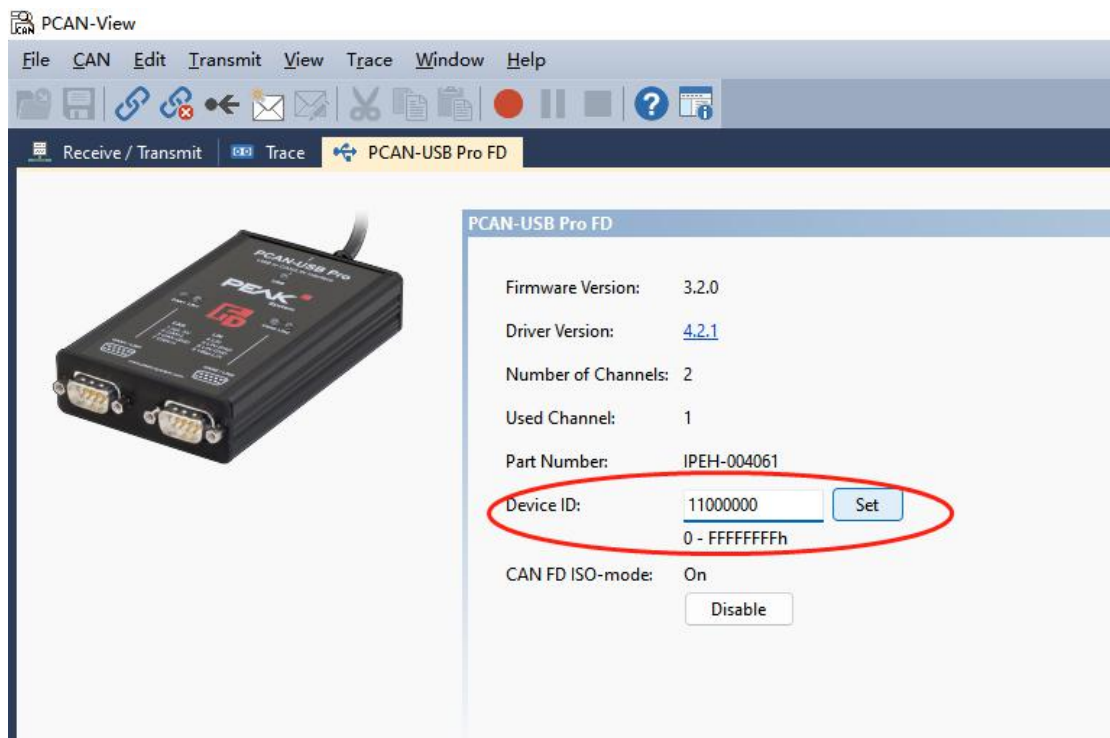 PCAN-View
File CAN Edit Transmit View Trace Window Help
Receive / Transmit Trace PCAN-USB Pro FD
PCAN-USB Pro FD
PCAN-USB Pro
PEAK
System
FD
Firmware Version: 3.2.0
Driver Version: 4.2.1
Number of Channels: 2
Used Channel: 1
Part Number: IPEH-004061
Device ID: 11000000 Set
0 - FFFFFFFFh
CAN FD ISO-mode: On
Disable